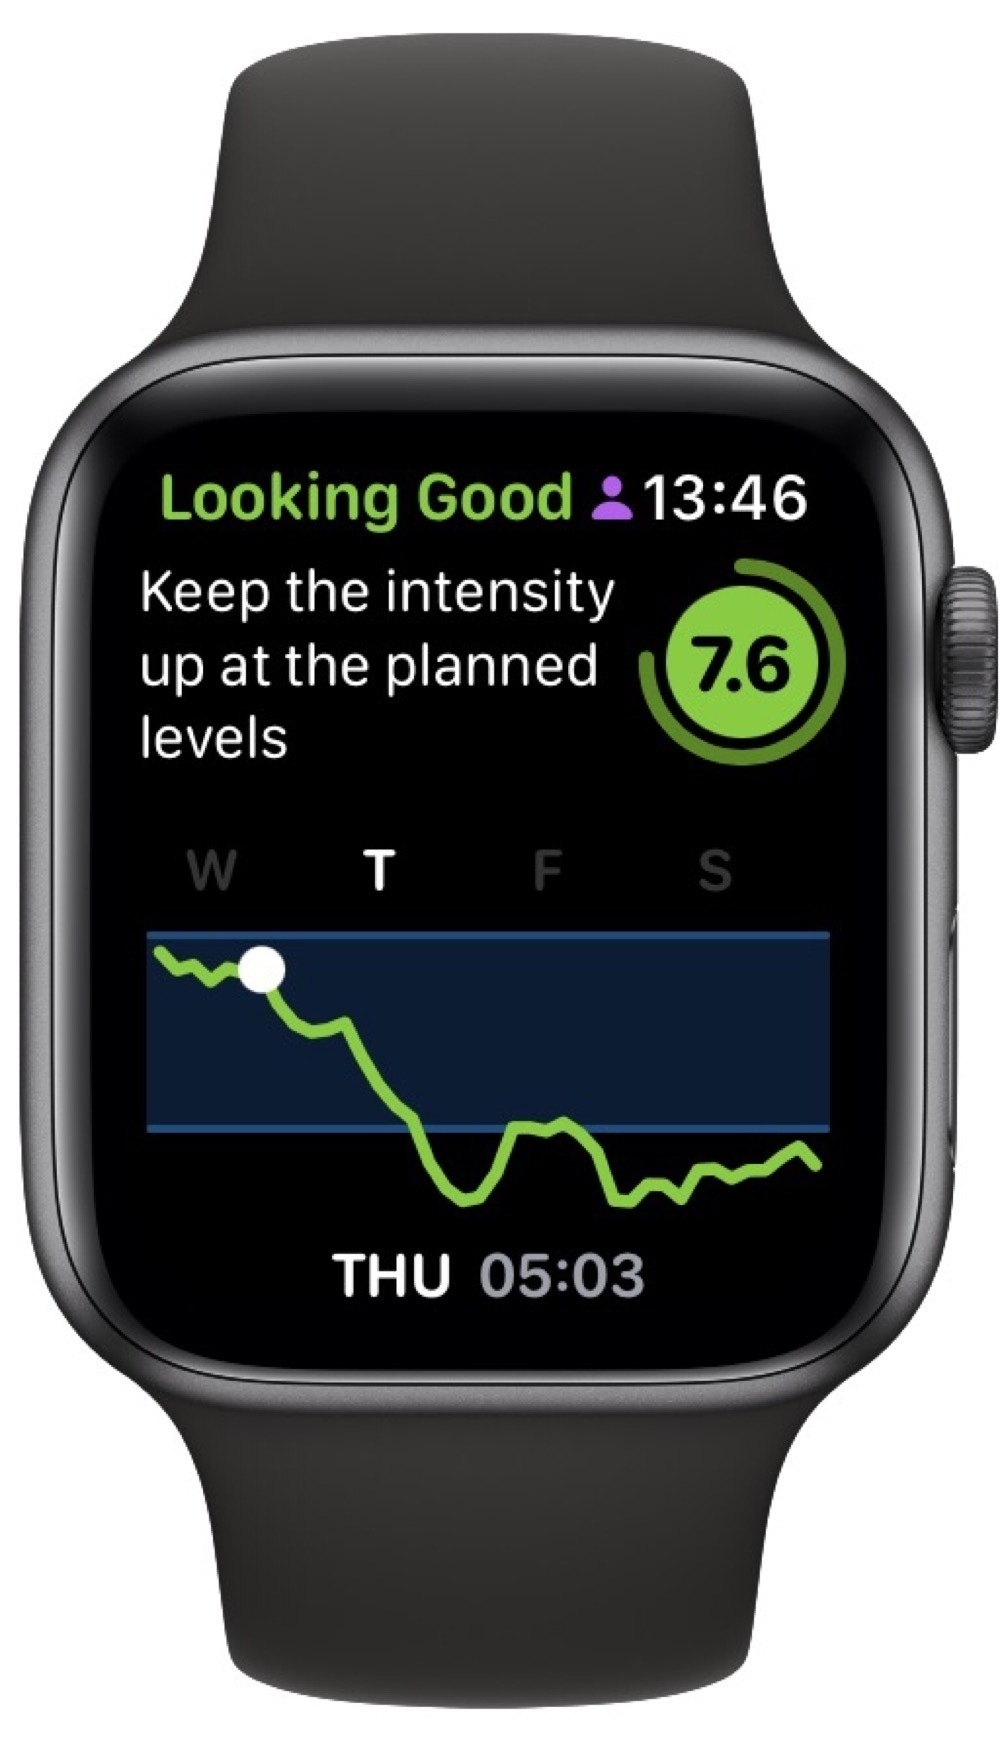 Looking Good 13:46
Keep the intensity
up at the planned
levels
7.6
W T F S
THU 05:03